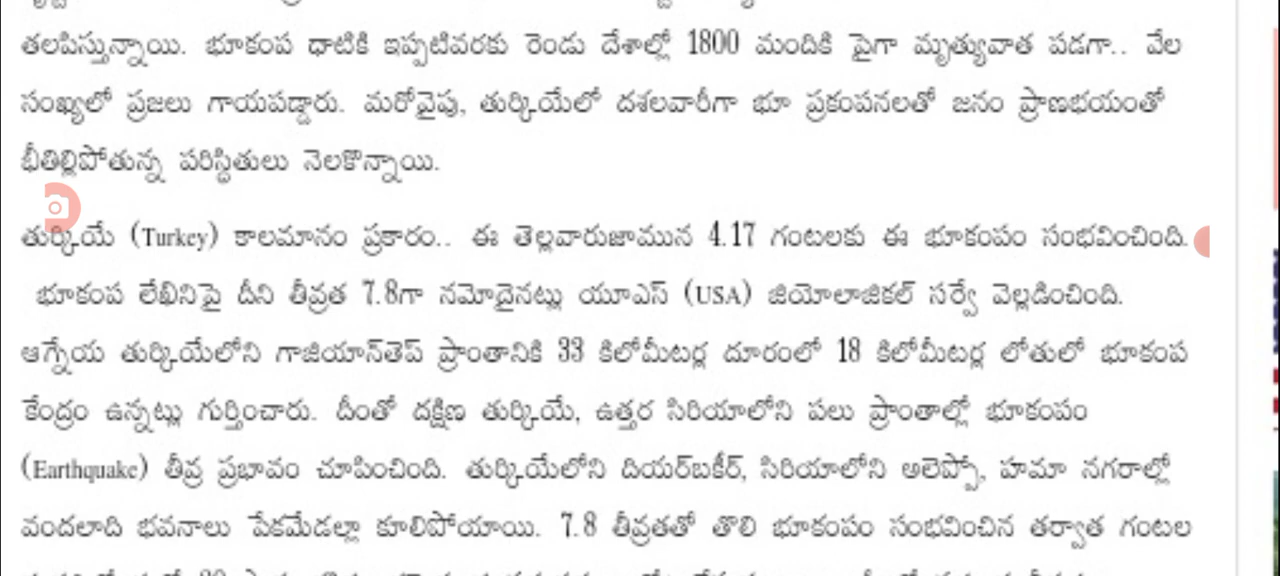 తలపిస్తున్నాయి. భూకంప ధాటికి ఇప్పటివరకు రెండు దేశాల్లో 1800 మందికి పైగా మృత్యువాత పడగా.. వేల
సంఖ్యలో ప్రజలు గాయపడ్డారు. మరోవైపు, తుర్కియేలో దశలవారీగా భూ ప్రకంపనలతో జనం ప్రాణభయంతో
భీతిల్లిపోతున్న పరిస్థితులు నెలకొన్నాయి.
తుర్కియే (Turkey) కాలమానం ప్రకారం.. ఈ తెల్లవారుజామున 4.17 గంటలకు ఈ భూకంపం సంభవించింది.
భూకంప లేఖినిపై దీని తీవ్రత 7.8గా నమోదైనట్లు యూఎస్ (USA) జియోలాజికల్ సర్వే వెల్లడించింది.
ఆగ్నేయ తుర్కియేలోని గాజియాన్‌తెప్ ప్రాంతానికి 33 కిలోమీటర్ల దూరంలో 18 కిలోమీటర్ల లోతులో భూకంప
కేంద్రం ఉన్నట్లు గుర్తించారు. దీంతో దక్షిణ తుర్కియే, ఉత్తర సిరియాలోని పలు ప్రాంతాల్లో భూకంపం
(Earthquake) తీవ్ర ప్రభావం చూపించింది. తుర్కియేలోని దియర్‌బకీర్, సిరియాలోని అలెప్పో, హమా నగరాల్లో
వందలాది భవనాలు పేకమేడల్లా కూలిపోయాయి. 7.8 తీవ్రతతో తొలి భూకంపం సంభవించిన తర్వాత గంటల